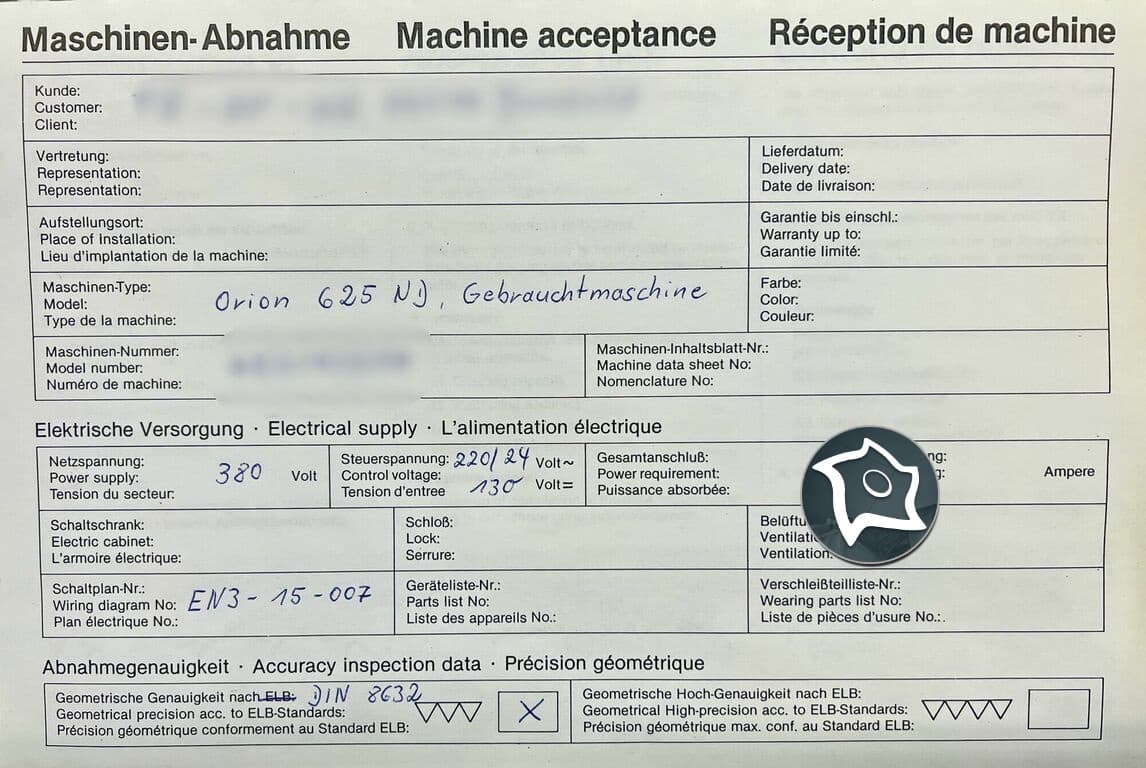 Maschinen-Abnahme Machine acceptance Réception de machine
Kunde:
Customer:
Client:
Vertretung:
Representation:
Representation:
Lieferdatum:
Delivery date:
Date de livraison:
Aufstellungsort:
Place of installation:
Lieu d'implantation de la machine:
Garantie bis einschl.:
Warranty up to:
Garantie limité:
Maschinen-Type:
Model: Orion 625 ND, Gebrauchtmaschine
Type de la machine:
Farbe:
Color:
Couleur:
Maschinen-Nummer:
Model number:
Numéro de machine:
Maschinen-Inhaltsblatt-Nr.:
Machine data sheet No:
Nomenclature No:
Elektrische Versorgung · Electrical supply · L'alimentation électrique
Netzspannung:
Power supply: 380 Volt
Tension du secteur:
Steuerspannung: 220/24 Volt~
Control voltage:
Tension d'entree 130 Volt=
Gesamtanschluß:
Power requirement:
Puissance absorbée:
Ampere
Schaltschrank:
Electric cabinet:
L'armoire électrique:
Schloß:
Lock:
Serrure:
Ventilation:
Schaltplan-Nr.:
Wiring diagram No: EN3-15-007
Plan électrique No.:
Geräteliste-Nr.:
Parts list No:
Liste des appareils No.:
Verschleißteilliste-Nr.:
Wearing parts list No:
Liste de pièces d'usure No.:
Abnahmegenauigkeit · Accuracy inspection data · Précision géométrique
Geometrische Genauigkeit nach ELB: DIN 8632
Geometrical precision acc. to ELB-Standards:
Précision géométrique conformement au Standard ELB:
X
Geometrische Hoch-Genauigkeit nach ELB:
Geometrical High-precision acc. to ELB-Standards:
Précision géométrique max. conf. au Standard ELB: